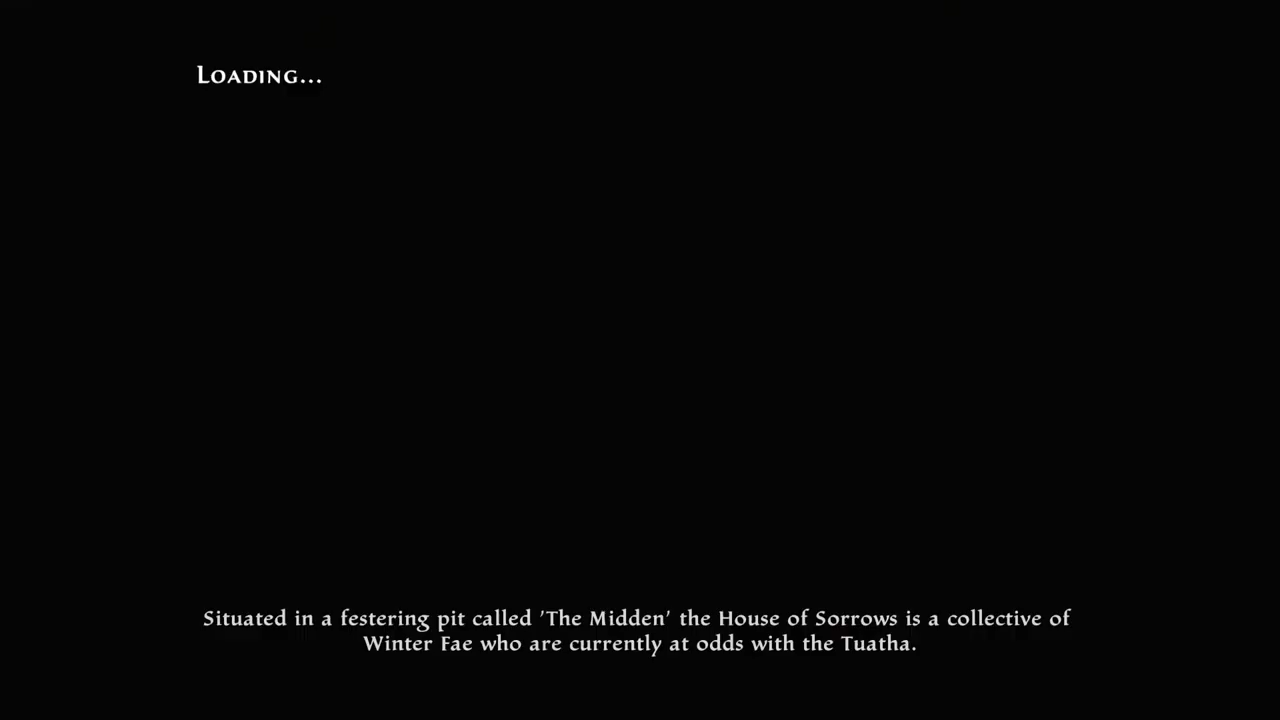 Loading...
Situated in a festering pit called 'The Midden' the House of Sorrows is a collective of
Winter Fae who are currently at odds with the Tuatha.